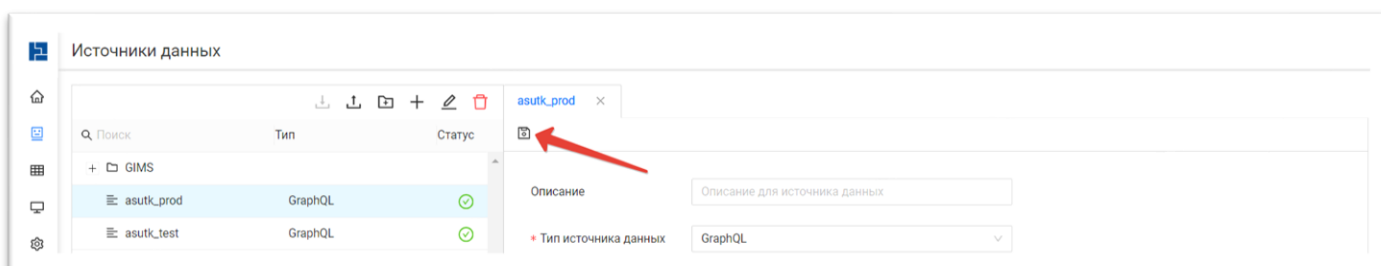 Источники данных
asutk_prod
Поиск Тип Статус
GIMS
asutk_prod GraphQL
asutk_test GraphQL
Описание Описание для источника данных
* Тип источника данных GraphQL